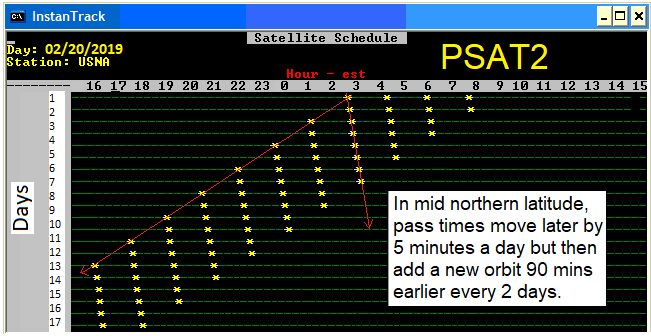 InstanTrack
Satellite Schedule
Day: 02/20/2019
Station: USNA
PSAT2
Hour - est
16 17 18 19 20 21 22 23 0 1 2 3 4 5 6 7 8 9 10 11 12 13 14 15
1
2
3
4
5
6
7
8
9
10
11
12
13
14
15
16
17
Days
In mid northern latitude,
pass times move later by
5 minutes a day but then
add a new orbit 90 mins
earlier every 2 days.